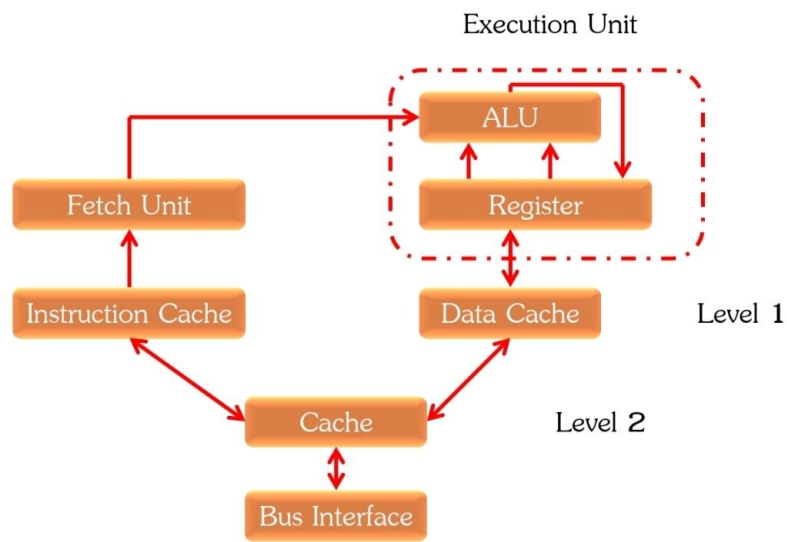 Execution Unit
ALU
Fetch Unit
Register
Instruction Cache
Data Cache
Level 1
Cache
Level 2
Bus Interface